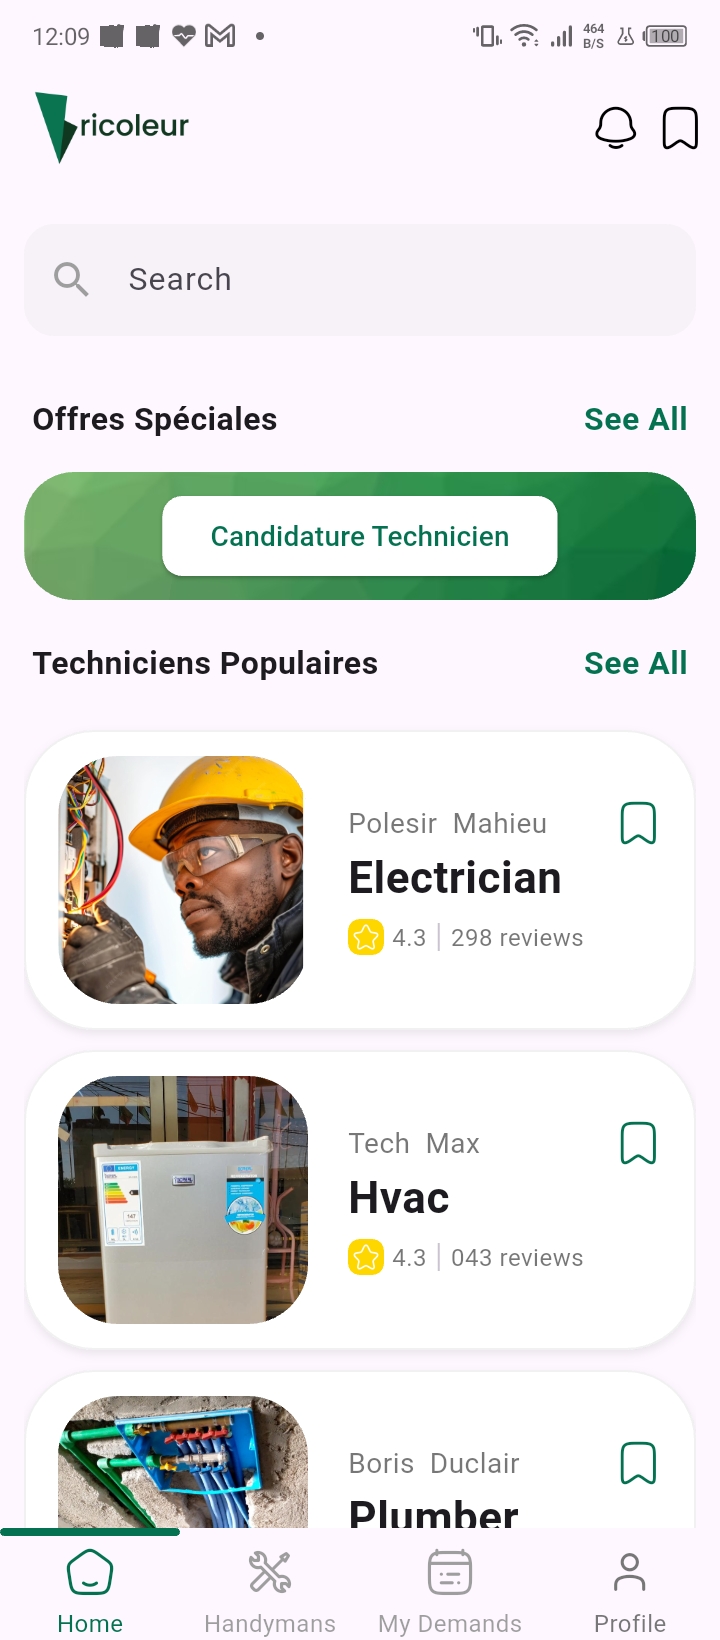 12:09
464
B/S
100
ricoleur
Search
Offres Spéciales
See All
Candidature Technicien
Techniciens Populaires
See All
Polesir Mahieu
Electrician
4.3
298 reviews
ENERG
147
Tech Max
Hvac
4.3
043 reviews
Boris Duclair
Plumber
Home
Handymans
My Demands
Profile